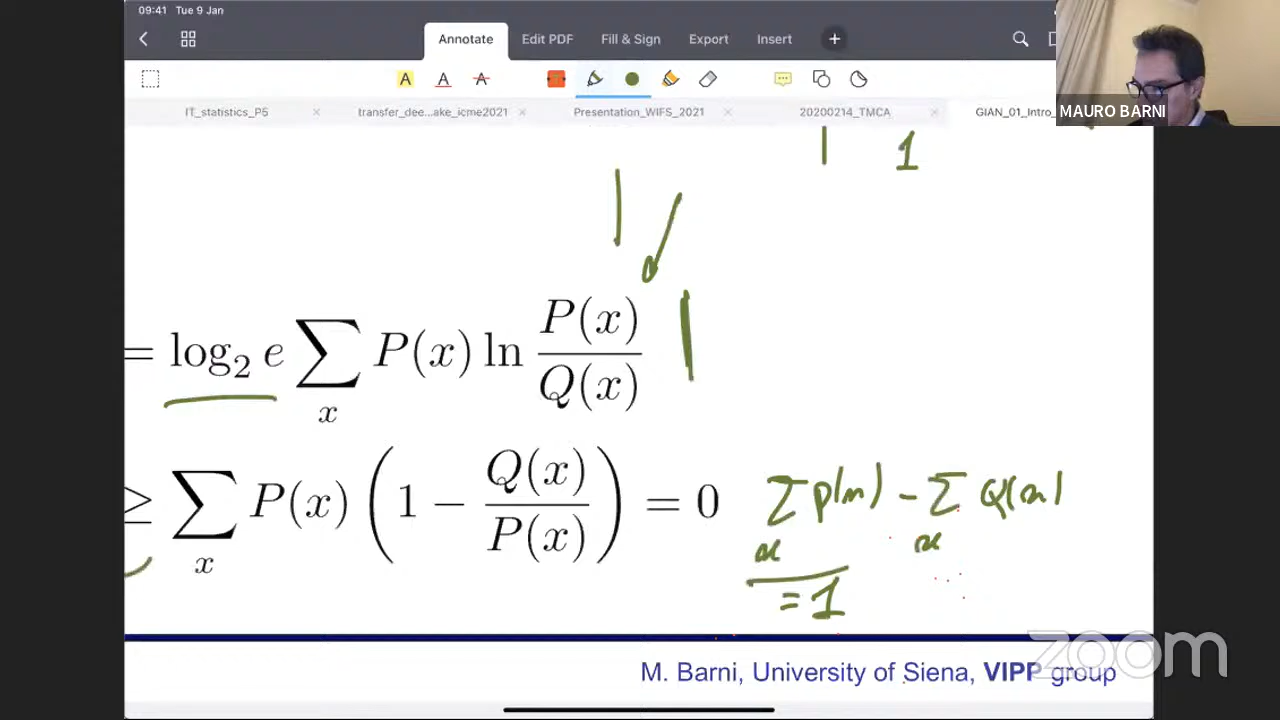 09:41 Tue 9 Jan
Annotate Edit PDF Fill & Sign Export Insert +
A A A
IT_statistics_P5 × transfer_dee...ake_icme2021 × Presentation_WIFS_2021 × 20200214_TMCA × GIAN_01_Intro_
MAURO BARNI
| 1
= log₂ e ∑ₓ P(x) ln P(x)/Q(x)
≥ ∑ₓ P(x) (1 − Q(x)/P(x)) = 0 ∑ₓ P(x) − ∑ₓ Q(x)
= 1
M. Barni, University of Siena, VIPP group
zoom